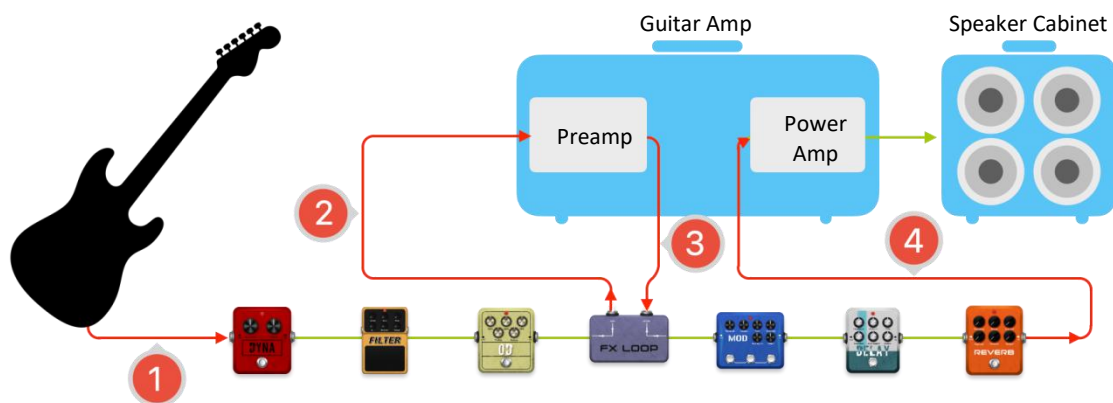 Guitar Amp
Speaker Cabinet
Preamp
Power
Amp
2
3
4
1
DYNA
FILTER
OD
FX LOOP
MOD
DELAY
REVERB